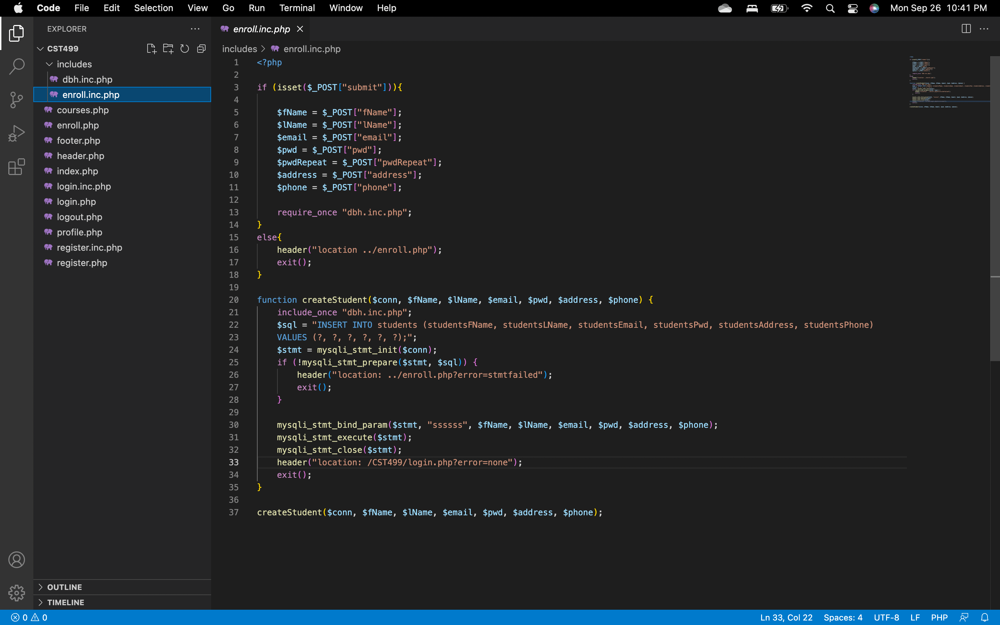 Code File Edit Selection View Go Run Terminal Window Help Mon Sep 26 10:41 PM
EXPLORER
CST499
includes
dbh.inc.php
enroll.inc.php
courses.php
enroll.php
footer.php
header.php
index.php
login.inc.php
login.php
logout.php
profile.php
register.inc.php
register.php
OUTLINE
TIMELINE
enroll.inc.php
includes > enroll.inc.php
1 <?php
2
3 if (isset($_POST["submit"])){
4
5 $fName = $_POST["fName"];
6 $lName = $_POST["lName"];
7 $email = $_POST["email"];
8 $pwd = $_POST["pwd"];
9 $pwdRepeat = $_POST["pwdRepeat"];
10 $address = $_POST["address"];
11 $phone = $_POST["phone"];
12
13 require_once "dbh.inc.php";
14 }
15 else{
16 header("location ../enroll.php");
17 exit();
18 }
19
20 function createStudent($conn, $fName, $lName, $email, $pwd, $address, $phone) {
21 include_once "dbh.inc.php";
22 $sql = "INSERT INTO students (studentsFName, studentsLName, studentsEmail, studentsPwd, studentsAddress, studentsPhone)
23 VALUES (?, ?, ?, ?, ?, ?);";
24 $stmt = mysqli_stmt_init($conn);
25 if (!mysqli_stmt_prepare($stmt, $sql)) {
26 header("location: ../enroll.php?error=stmtfailed");
27 exit();
28 }
29
30 mysqli_stmt_bind_param($stmt, "ssssss", $fName, $lName, $email, $pwd, $address, $phone);
31 mysqli_stmt_execute($stmt);
32 mysqli_stmt_close($stmt);
33 header("location: /CST499/login.php?error=none");
34 exit();
35 }
36
37 createStudent($conn, $fName, $lName, $email, $pwd, $address, $phone);
0 0 Ln 33, Col 22 Spaces: 4 UTF-8 LF PHP